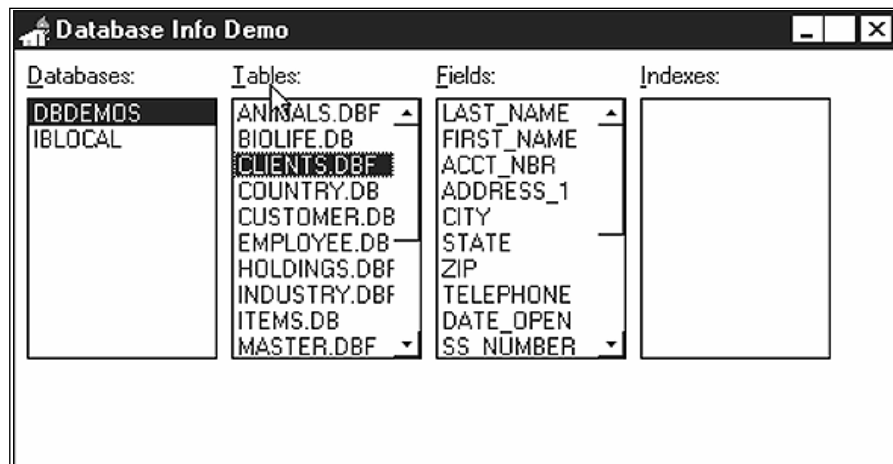 Database Info Demo
Databases:
Tables:
Fields:
Indexes:
DBDEMOS
IBLOCAL
ANIMALS.DBF
BIOLIFE.DB
CLIENTS.DBF
COUNTRY.DB
CUSTOMER.DB
EMPLOYEE.DB
HOLDINGS.DBF
INDUSTRY.DBF
ITEMS.DB
MASTER.DBF
LAST_NAME
FIRST_NAME
ACCT_NBR
ADDRESS_1
CITY
STATE
ZIP
TELEPHONE
DATE_OPEN
SS_NUMBER